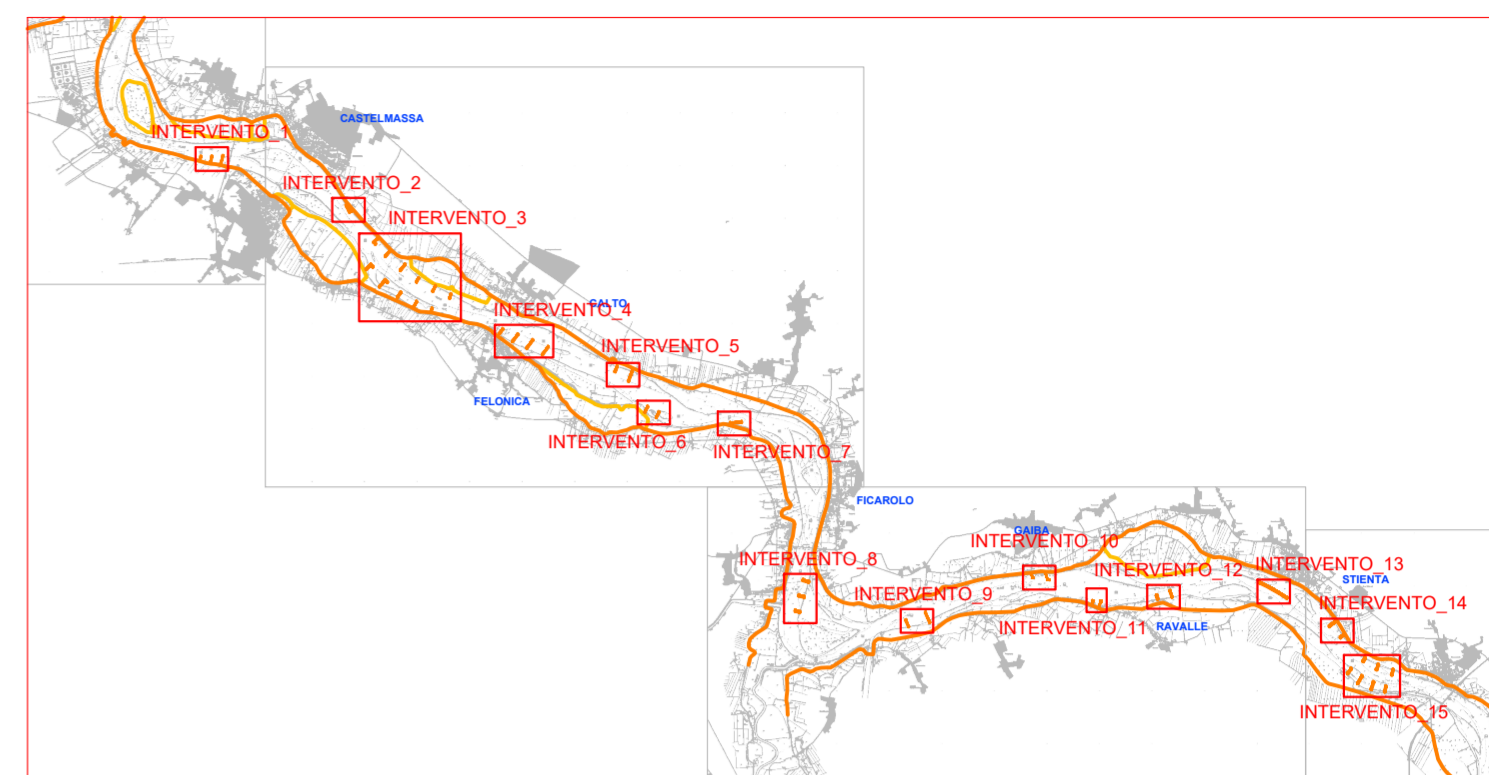 CASTELMASSA
INTERVENTO_1
INTERVENTO_2
INTERVENTO_3
CALTO
INTERVENTO_4
INTERVENTO_5
FELONICA
INTERVENTO_6
INTERVENTO_7
FICAROLO
GAIBA
INTERVENTO_10
INTERVENTO_8
INTERVENTO_13
INTERVENTO_12
STIENTA
INTERVENTO_9
INTERVENTO_14
INTERVENTO_11
RAVALLE
INTERVENTO_15